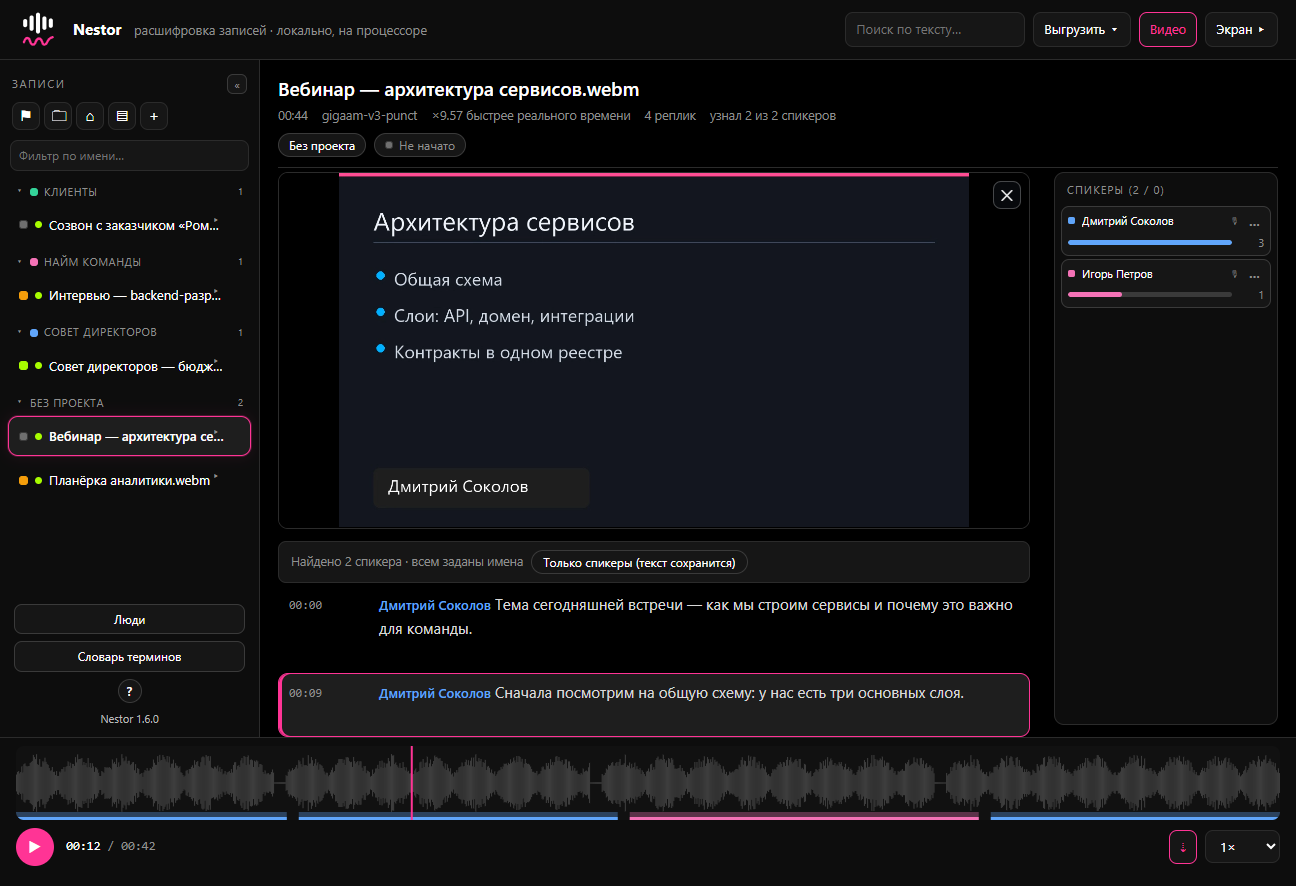 Nestor
расшифровка записей · локально, на процессоре
Поиск по тексту...
Выгрузить
Видео
Экран
ЗАПИСИ
«
+
Фильтр по имени...
КЛИЕНТЫ 1
Созвон с заказчиком «Ром...
НАЙМ КОМАНДЫ 1
Интервью — backend-разр...
СОВЕТ ДИРЕКТОРОВ 1
Совет директоров — бюдж...
БЕЗ ПРОЕКТА 2
Вебинар — архитектура се...
Планёрка аналитики.webm
Люди
Словарь терминов
?
Nestor 1.6.0
Вебинар — архитектура сервисов.webm
00:44 gigaam-v3-punct ×9.57 быстрее реального времени 4 реплик узнал 2 из 2 спикеров
Без проекта
Не начато
Архитектура сервисов
Общая схема
Слои: API, домен, интеграции
Контракты в одном реестре
Дмитрий Соколов
Найдено 2 спикера · всем заданы имена
Только спикеры (текст сохранится)
00:00 Дмитрий Соколов Тема сегодняшней встречи — как мы строим сервисы и почему это важно
для команды.
00:09 Дмитрий Соколов Сначала посмотрим на общую схему: у нас есть три основных слоя.
СПИКЕРЫ (2 / 0)
Дмитрий Соколов ...
3
Игорь Петров ...
1
00:12 / 00:42
1×